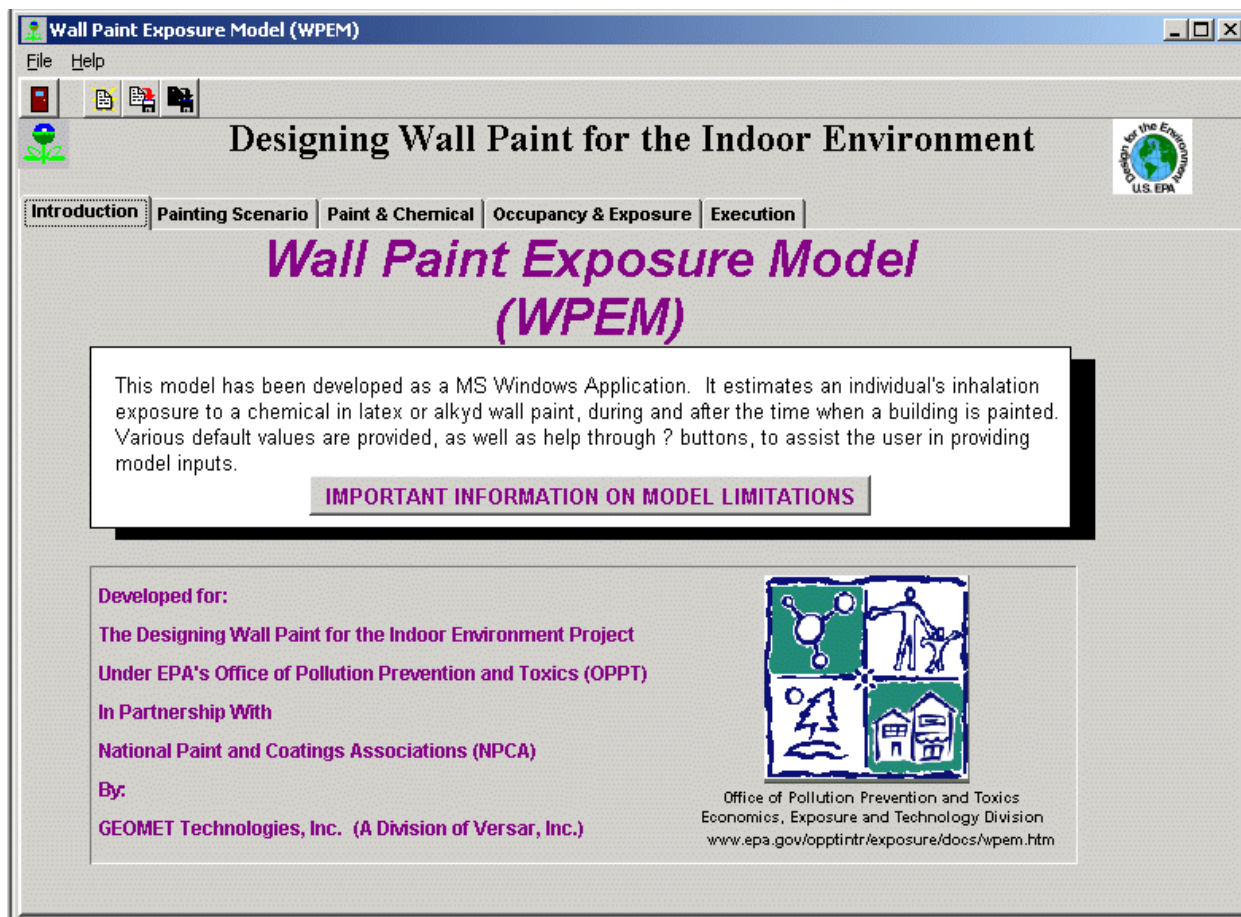 Wall Paint Exposure Model (WPEM)
File Help
Designing Wall Paint for the Indoor Environment
Design for the Environment
U.S. EPA
Introduction Painting Scenario Paint & Chemical Occupancy & Exposure Execution
Wall Paint Exposure Model
(WPEM)
This model has been developed as a MS Windows Application. It estimates an individual's inhalation
exposure to a chemical in latex or alkyd wall paint, during and after the time when a building is painted.
Various default values are provided, as well as help through ? buttons, to assist the user in providing
model inputs.
IMPORTANT INFORMATION ON MODEL LIMITATIONS
Developed for:
The Designing Wall Paint for the Indoor Environment Project
Under EPA's Office of Pollution Prevention and Toxics (OPPT)
In Partnership With
National Paint and Coatings Associations (NPCA)
By:
GEOMET Technologies, Inc. (A Division of Versar, Inc.)
Office of Pollution Prevention and Toxics
Economics, Exposure and Technology Division
www.epa.gov/opptintr/exposure/docs/wpem.htm